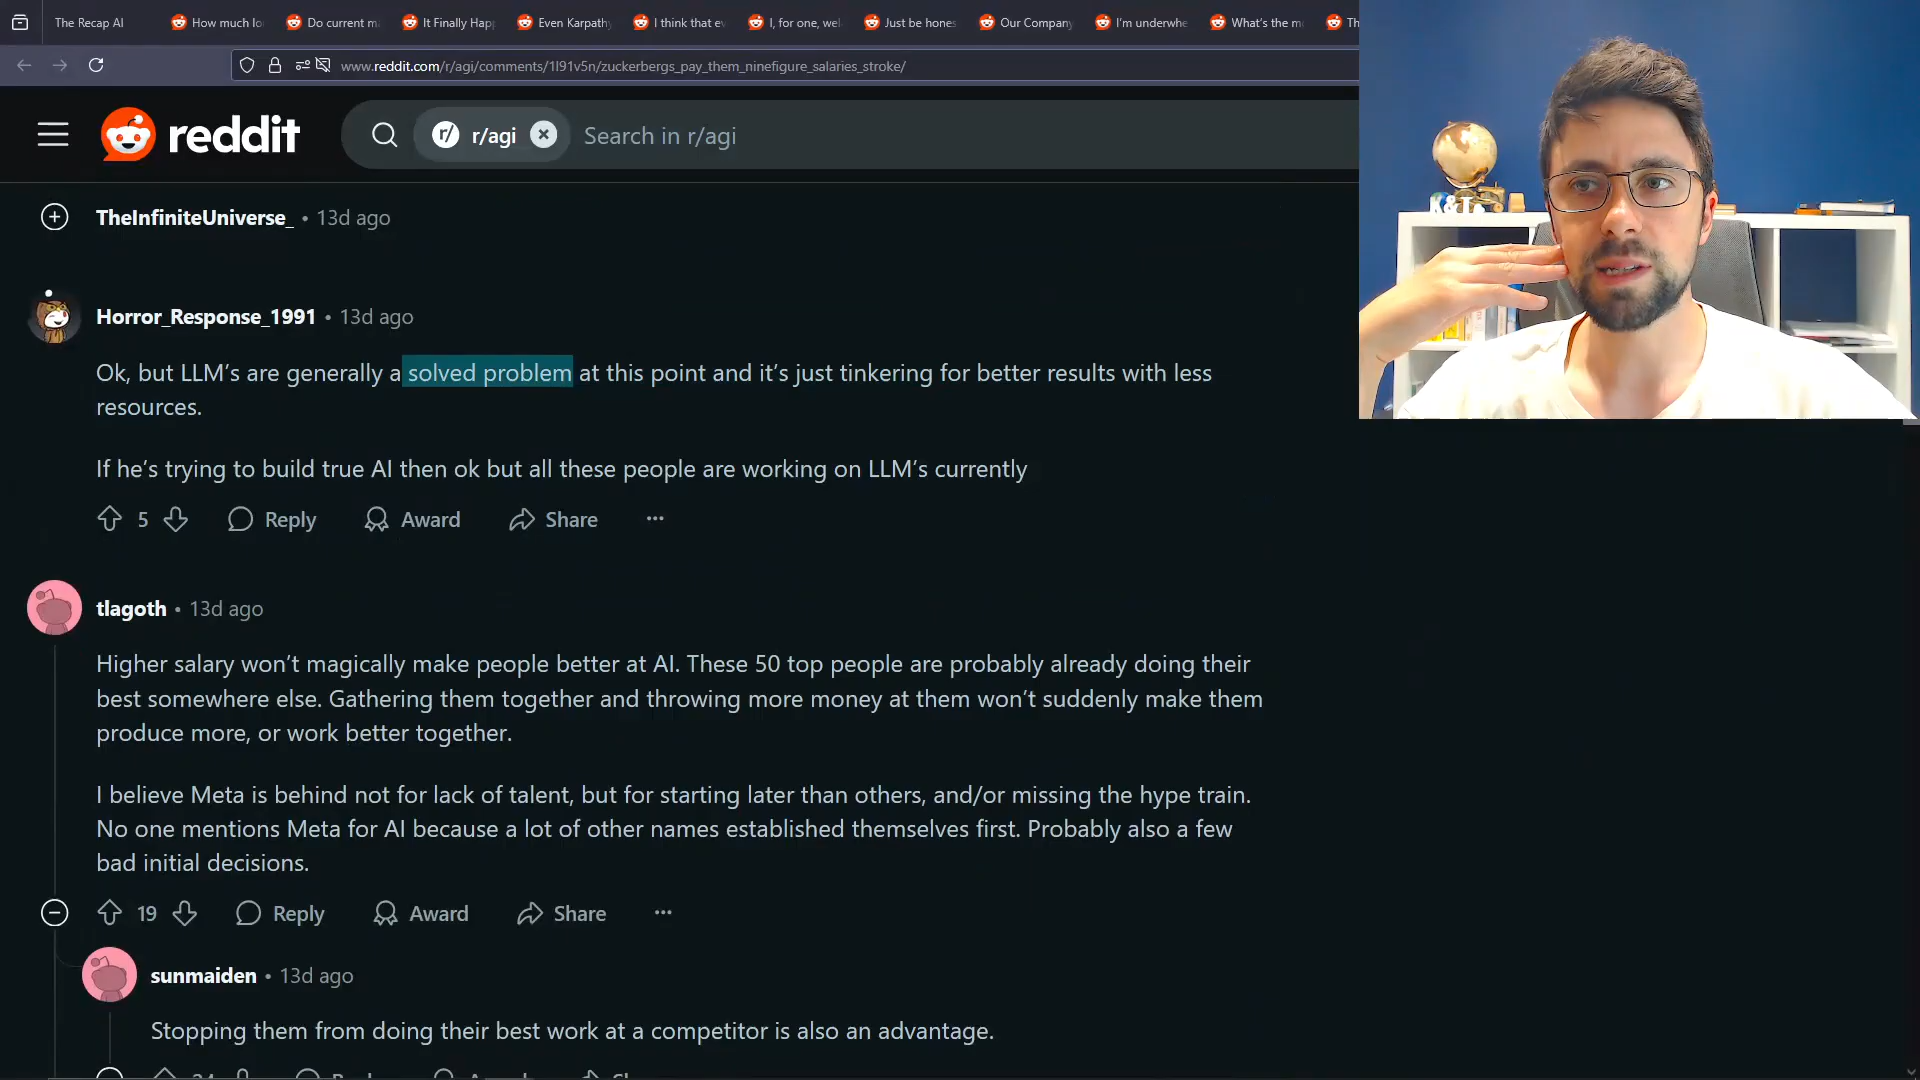 The Recap AI
How much lo
Do current m
It Finally Hap
Even Karpathy
I think that ev
I, for one, wel
Just be hones
Our Company
I'm underwhe
What's the m
Th
www.reddit.com/r/agi/comments/1l91v5n/zuckerbergs_pay_them_ninefigure_salaries_stroke/
reddit
r/ r/agi Search in r/agi
K&L
TheInfiniteUniverse_ • 13d ago
Horror_Response_1991 • 13d ago
Ok, but LLM's are generally a solved problem at this point and it's just tinkering for better results with less
resources.
If he's trying to build true AI then ok but all these people are working on LLM's currently
5 Reply Award Share ...
tlagoth • 13d ago
Higher salary won't magically make people better at AI. These 50 top people are probably already doing their
best somewhere else. Gathering them together and throwing more money at them won't suddenly make them
produce more, or work better together.
I believe Meta is behind not for lack of talent, but for starting later than others, and/or missing the hype train.
No one mentions Meta for AI because a lot of other names established themselves first. Probably also a few
bad initial decisions.
19 Reply Award Share ...
sunmaiden • 13d ago
Stopping them from doing their best work at a competitor is also an advantage.